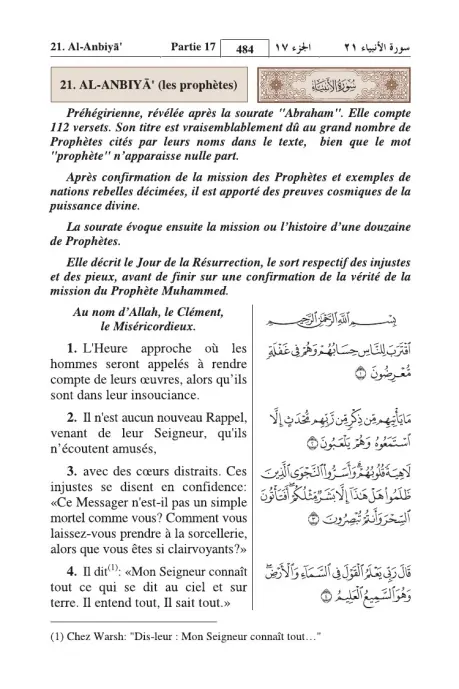 21. Al-Anbiyā'
Partie 17
484
الجزء ١٧
سورة الأنبياء ٢١
21. AL-ANBIYĀ' (les prophètes)
سُورَةُ الأَنبِيَاءِ
Préhégirienne, révélée après la sourate "Abraham". Elle compte
112 versets. Son titre est vraisemblablement dû au grand nombre de
Prophètes cités par leurs noms dans le texte, bien que le mot
"prophète" n'apparaisse nulle part.
Après confirmation de la mission des Prophètes et exemples de
nations rebelles décimées, il est apporté des preuves cosmiques de la
puissance divine.
La sourate évoque ensuite la mission ou l'histoire d'une douzaine
de Prophètes.
Elle décrit le Jour de la Résurrection, le sort respectif des injustes
et des pieux, avant de finir sur une confirmation de la vérité de la
mission du Prophète Muhammed.
Au nom d'Allah, le Clément,
le Miséricordieux.
1. L'Heure approche où les
hommes seront appelés à rendre
compte de leurs œuvres, alors qu'ils
sont dans leur insouciance.
2. Il n'est aucun nouveau Rappel,
venant de leur Seigneur, qu'ils
n'écoutent amusés,
3. avec des cœurs distraits. Ces
injustes se disent en confidence:
«Ce Messager n'est-il pas un simple
mortel comme vous? Comment vous
laissez-vous prendre à la sorcellerie,
alors que vous êtes si clairvoyants?»
4. Il dit(1): «Mon Seigneur connaît
tout ce qui se dit au ciel et sur
terre. Il entend tout, Il sait tout.»
بِسْمِ اللَّهِ الرَّحْمَٰنِ الرَّحِيمِ
اقْتَرَبَ لِلنَّاسِ حِسَابُهُمْ وَهُمْ فِي غَفْلَةٍ
مُّعْرِضُونَ ١
مَا يَأْتِيهِم مِّن ذِكْرٍ مِّن رَّبِّهِم مُّحْدَثٍ إِلَّا
اسْتَمَعُوهُ وَهُمْ يَلْعَبُونَ ٢
لَاهِيَةً قُلُوبُهُمْ وَأَسَرُّوا النَّجْوَى الَّذِينَ
ظَلَمُوا هَلْ هَٰذَا إِلَّا بَشَرٌ مِّثْلُكُمْ أَفَتَأْتُونَ
السِّحْرَ وَأَنتُمْ تُبْصِرُونَ ٣
قَالَ رَبِّي يَعْلَمُ الْقَوْلَ فِي السَّمَاءِ وَالْأَرْضِ
وَهُوَ السَّمِيعُ الْعَلِيمُ ٤
(1) Chez Warsh: "Dis-leur : Mon Seigneur connaît tout…"